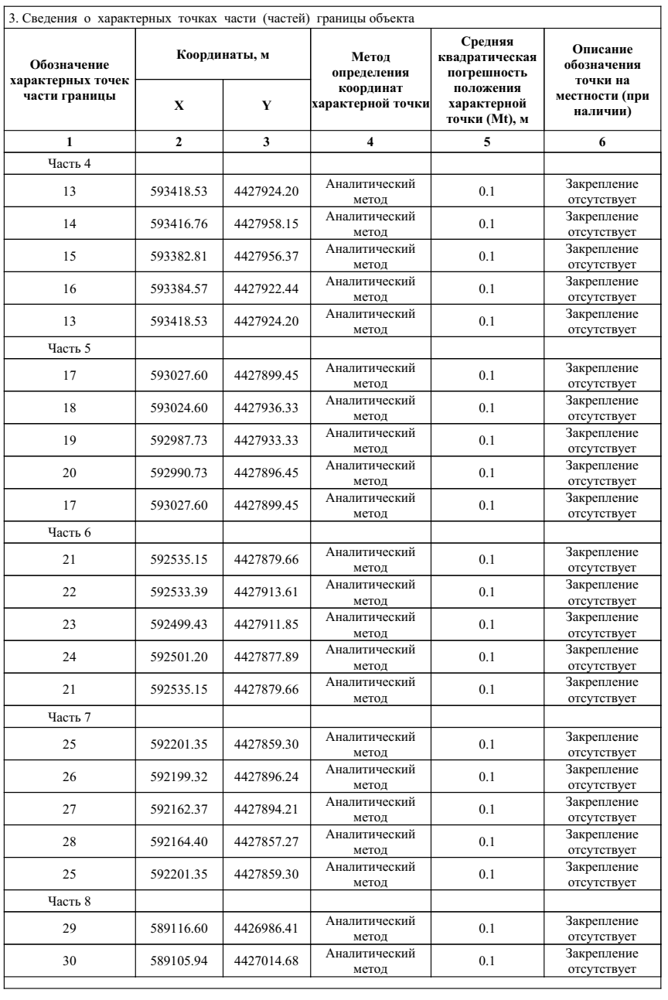 3. Сведения о характерных точках части (частей) границы объекта
Обозначение характерных точек части границы
Координаты, м
Метод определения координат характерной точки
Средняя квадратическая погрешность положения характерной точки (Mt), м
Описание обозначения точки на местности (при наличии)
X Y
1 2 3 4 5 6
Часть 4
13 593418.53 4427924.20 Аналитический метод 0.1 Закрепление отсутствует
14 593416.76 4427958.15 Аналитический метод 0.1 Закрепление отсутствует
15 593382.81 4427956.37 Аналитический метод 0.1 Закрепление отсутствует
16 593384.57 4427922.44 Аналитический метод 0.1 Закрепление отсутствует
13 593418.53 4427924.20 Аналитический метод 0.1 Закрепление отсутствует
Часть 5
17 593027.60 4427899.45 Аналитический метод 0.1 Закрепление отсутствует
18 593024.60 4427936.33 Аналитический метод 0.1 Закрепление отсутствует
19 592987.73 4427933.33 Аналитический метод 0.1 Закрепление отсутствует
20 592990.73 4427896.45 Аналитический метод 0.1 Закрепление отсутствует
17 593027.60 4427899.45 Аналитический метод 0.1 Закрепление отсутствует
Часть 6
21 592535.15 4427879.66 Аналитический метод 0.1 Закрепление отсутствует
22 592533.39 4427913.61 Аналитический метод 0.1 Закрепление отсутствует
23 592499.43 4427911.85 Аналитический метод 0.1 Закрепление отсутствует
24 592501.20 4427877.89 Аналитический метод 0.1 Закрепление отсутствует
21 592535.15 4427879.66 Аналитический метод 0.1 Закрепление отсутствует
Часть 7
25 592201.35 4427859.30 Аналитический метод 0.1 Закрепление отсутствует
26 592199.32 4427896.24 Аналитический метод 0.1 Закрепление отсутствует
27 592162.37 4427894.21 Аналитический метод 0.1 Закрепление отсутствует
28 592164.40 4427857.27 Аналитический метод 0.1 Закрепление отсутствует
25 592201.35 4427859.30 Аналитический метод 0.1 Закрепление отсутствует
Часть 8
29 589116.60 4426986.41 Аналитический метод 0.1 Закрепление отсутствует
30 589105.94 4427014.68 Аналитический метод 0.1 Закрепление отсутствует